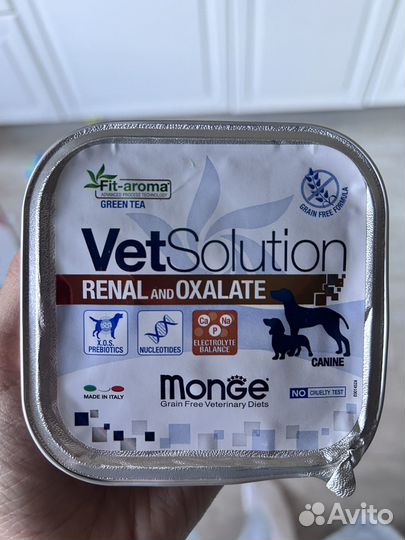 Fit-aroma®
ADVANCED PROCESS TECHNOLOGY
GREEN TEA
GRAIN FREE FORMULA
VetSolution
RENAL AND OXALATE
X.O.S.
PREBIOTICS
NUCLEOTIDES
Ca Na
P
ELECTROLYTE
BALANCE
CANINE
MADE IN ITALY
MONGE
Grain Free Veterinary Diets
NO CRUELTY TEST
Avito